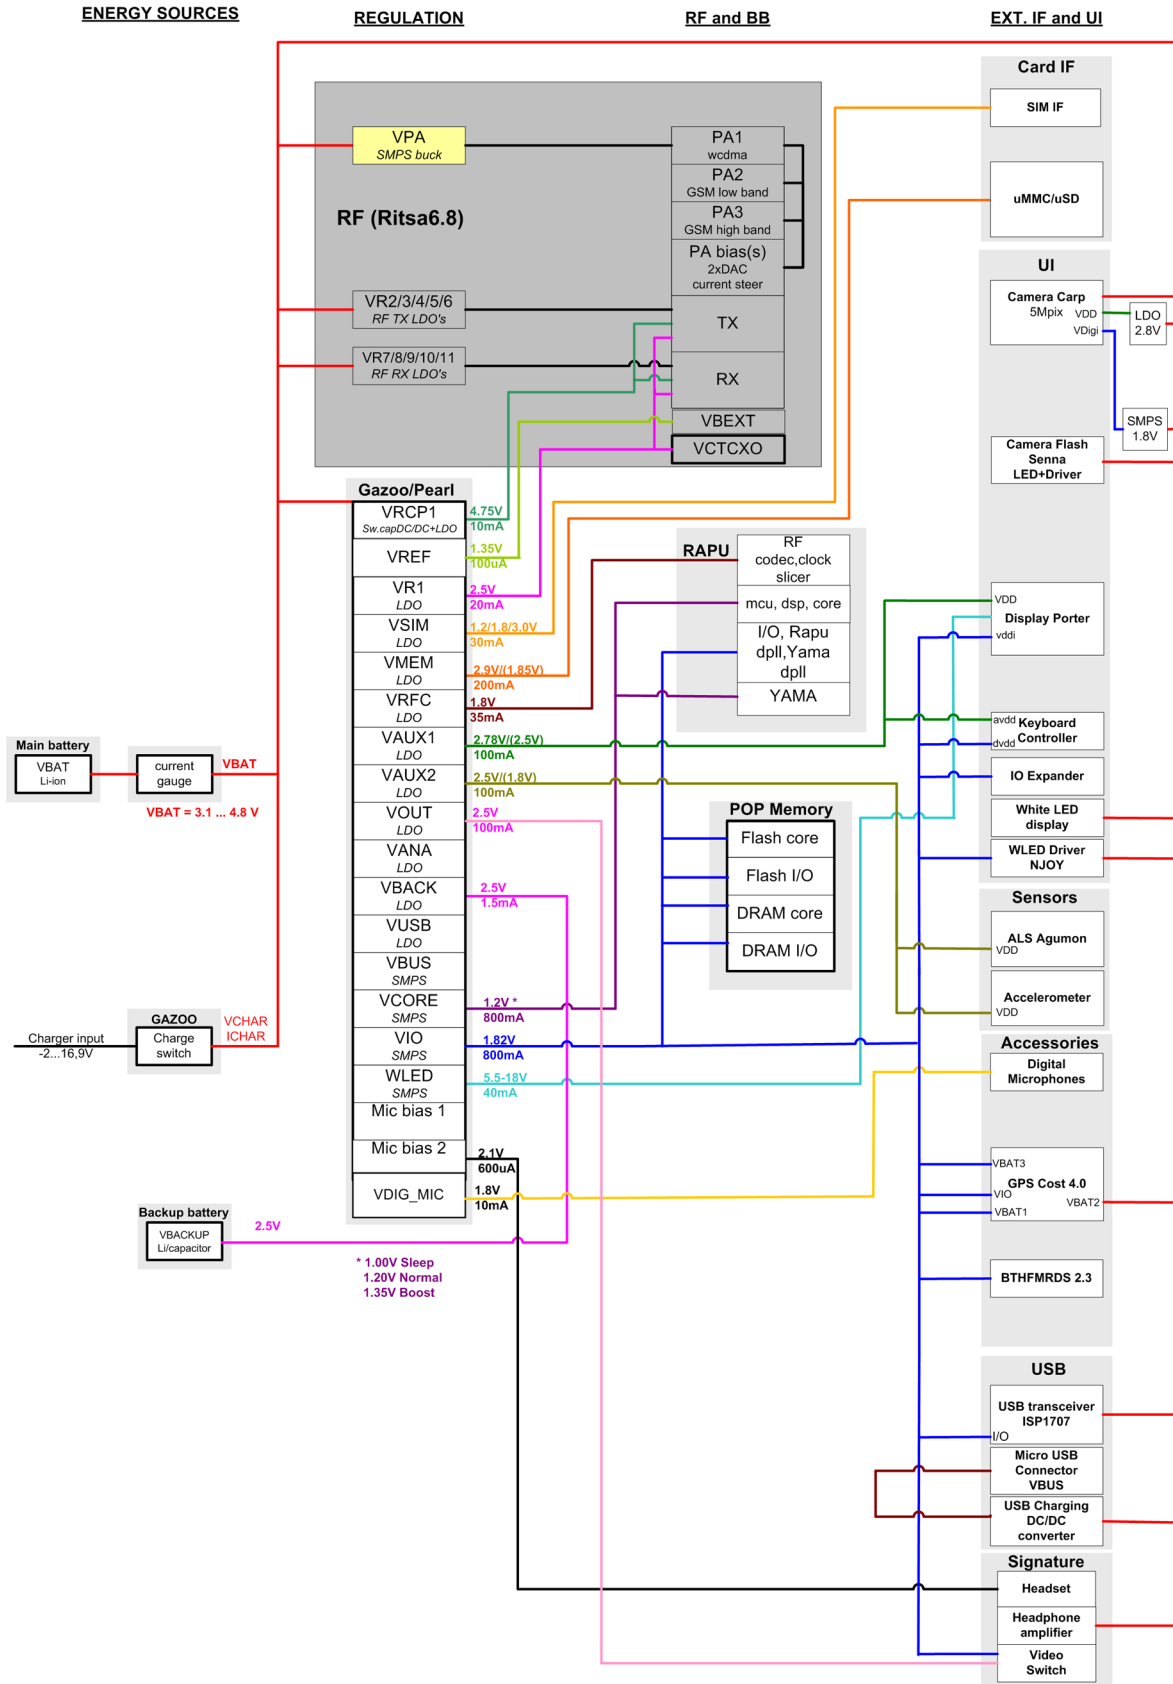 ENERGY SOURCES
REGULATION
RF and BB
EXT. IF and UI
Card IF
SIM IF
uMMC/uSD
VPA
SMPS buck
PA1
wcdma
PA2
GSM low band
PA3
GSM high band
PA bias(s)
2xDAC
current steer
RF (Ritsa6.8)
VR2/3/4/5/6
RF TX LDO's
TX
VR7/8/9/10/11
RF RX LDO's
RX
VBEXT
VCTCXO
UI
Camera Carp
5Mpix
VDD
VDigi
LDO
2.8V
SMPS
1.8V
Camera Flash
Senna
LED+Driver
Gazoo/Pearl
VRCP1
Sw.capDC/DC+LDO
4.75V
10mA
VREF
1.35V
100uA
VR1
LDO
2.5V
20mA
VSIM
LDO
1.2/1.8/3.0V
30mA
VMEM
LDO
2.9V/(1.85V)
200mA
VRFC
LDO
1.8V
35mA
VAUX1
LDO
2.78V/(2.5V)
100mA
VAUX2
LDO
2.5V/(1.8V)
100mA
VOUT
LDO
2.5V
100mA
VANA
LDO
VBACK
LDO
2.5V
1.5mA
VUSB
LDO
VBUS
SMPS
VCORE
SMPS
1.2V *
800mA
VIO
SMPS
1.82V
800mA
WLED
SMPS
5.5-18V
40mA
Mic bias 1
Mic bias 2
2.1V
600uA
VDIG_MIC
1.8V
10mA
RAPU
RF
codec,clock
slicer
mcu, dsp, core
I/O, Rapu
dpll,Yama
dpll
YAMA
POP Memory
Flash core
Flash I/O
DRAM core
DRAM I/O
VDD
Display Porter
vddi
avdd
Keyboard
Controller
dvdd
IO Expander
White LED
display
WLED Driver
NJOY
Sensors
ALS Agumon
VDD
Accelerometer
VDD
Accessories
Digital
Microphones
VBAT3
GPS Cost 4.0
VIO
VBAT2
VBAT1
BTHFMRDS 2.3
USB
USB transceiver
ISP1707
I/O
Micro USB
Connector
VBUS
USB Charging
DC/DC
converter
Signature
Headset
Headphone
amplifier
Video
Switch
Main battery
VBAT
Li-ion
current
gauge
VBAT
VBAT = 3.1 ... 4.8 V
GAZOO
Charge
switch
VCHAR
ICHAR
Charger input
-2...16,9V
Backup battery
VBACKUP
Li/capacitor
2.5V
* 1.00V Sleep
1.20V Normal
1.35V Boost